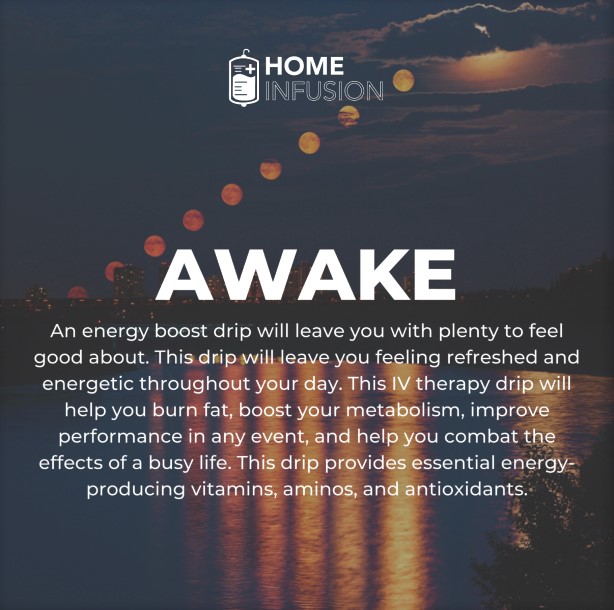 HOME
INFUSION
AWAKE
An energy boost drip will leave you with plenty to feel
good about. This drip will leave you feeling refreshed and
energetic throughout your day. This IV therapy drip will
help you burn fat, boost your metabolism, improve
performance in any event, and help you combat the
effects of a busy life. This drip provides essential energy-
producing vitamins, aminos, and antioxidants.